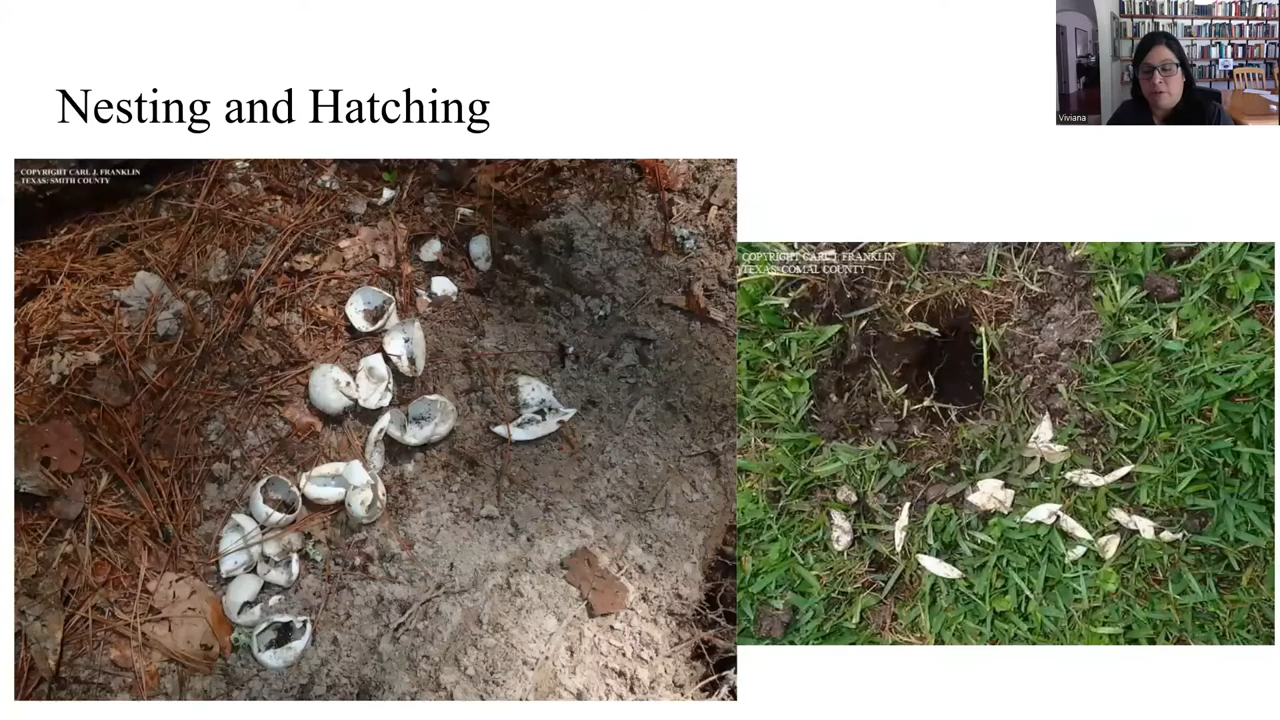 Nesting and Hatching
Viviana
COPYRIGHT CARL J. FRANKLIN
TEXAS: SMITH COUNTY
COPYRIGHT CARL J. FRANKLIN
TEXAS: COMAL COUNTY